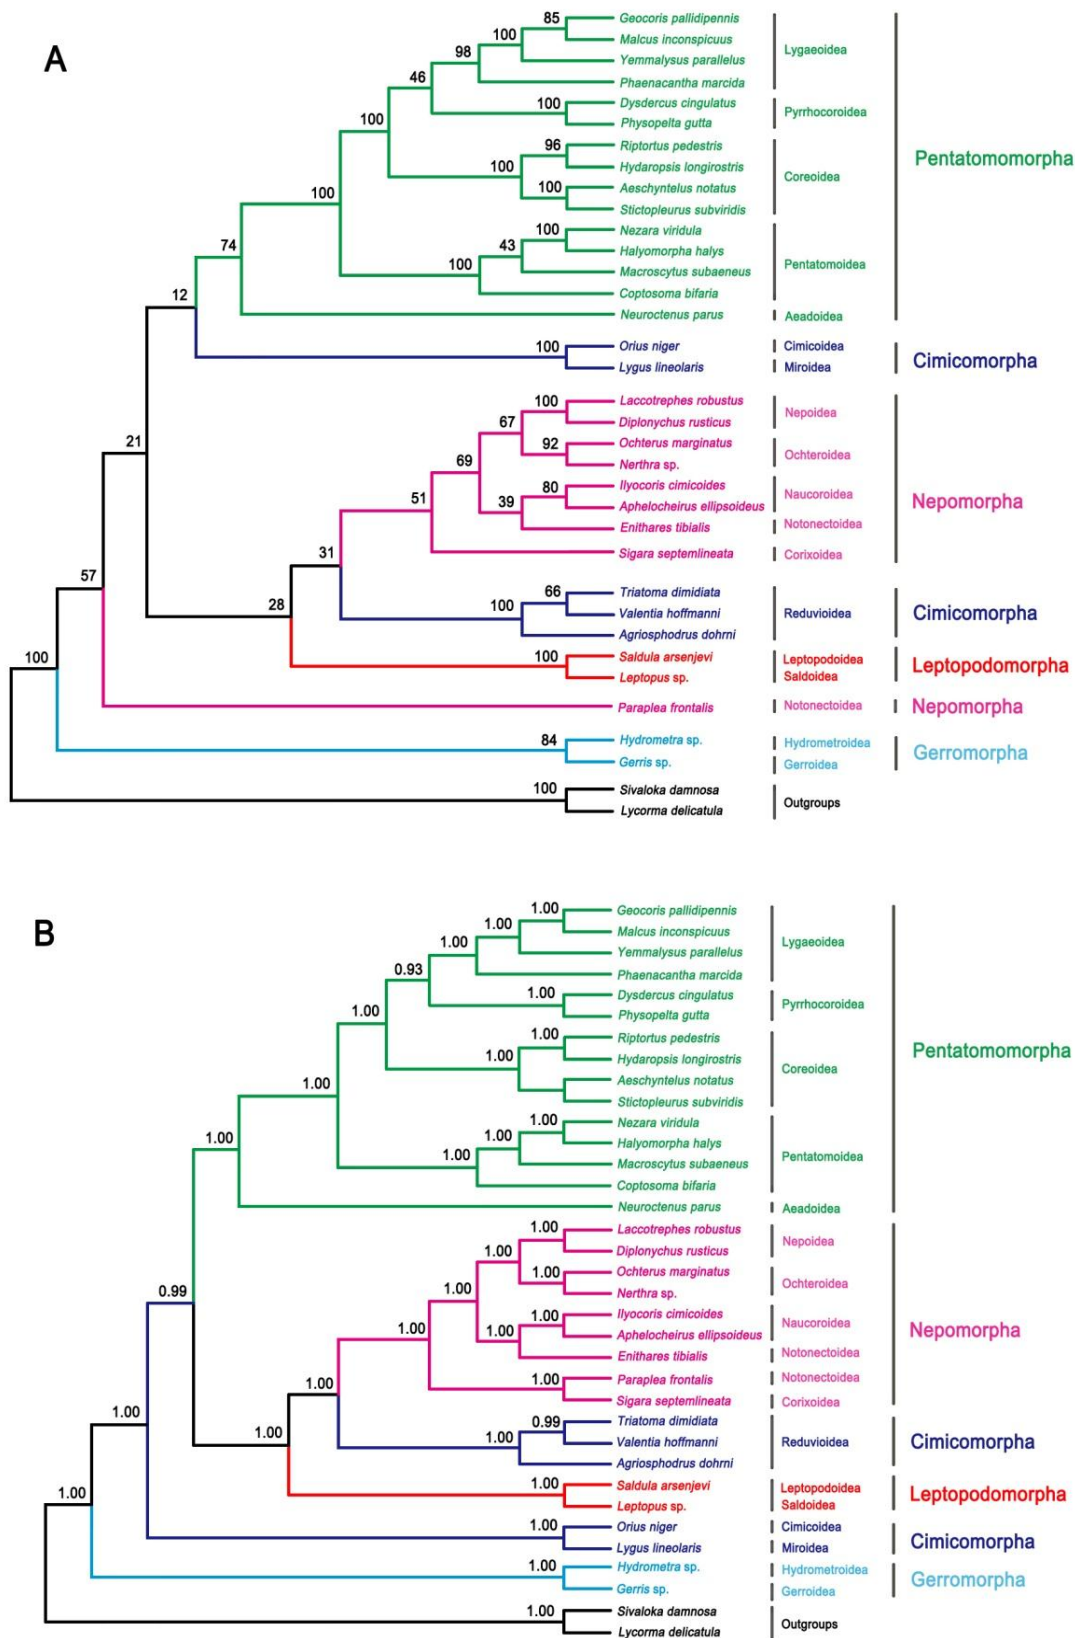 A
85 Geocoris pallidipennis
Malcus inconspicuus
100
Yemmalysus parallelus
Lygaeoidea
98
Phaenacantha marcida
46
100 Dysdercus cingulatus
Physopelta gutta
Pyrrhocoroidea
100
96 Riptortus pedestris
Hydaropsis longirostris
100
100 Aeschyntelus notatus
Stictopleurus subviridis
Coreoidea
Pentatomomorpha
100
100 Nezara viridula
Halyomorpha halys
43
Macroscytus subaeneus
100
Coptosoma bifaria
Pentatomoidea
74
Neuroctenus parus Aeadoidea
12
100 Orius niger Cimicoidea
Lygus lineolaris Miroidea
Cimicomorpha
100 Laccotrephes robustus
Diplonychus rusticus
Nepoidea
67
92 Ochterus marginatus
Nerthra sp.
Ochteroidea
21
69
80 Ilyocoris cimicoides
Aphelocheirus ellipsoideus
Naucoroidea
39
Enithares tibialis Notonectoidea
51
Sigara septemlineata Corixoidea
Nepomorpha
31
66 Triatoma dimidiata
Valentia hoffmanni
100
Agriosphodrus dohrni
Reduvioidea
Cimicomorpha
28
100 Saldula arsenjevi Leptopodoidea
Leptopus sp. Saldoidea
Leptopodomorpha
57
Paraplea frontalis Notonectoidea Nepomorpha
100
84 Hydrometra sp. Hydrometroidea
Gerris sp. Gerroidea
Gerromorpha
100 Sivaloka damnosa
Lycorma delicatula
Outgroups
B
1.00 Geocoris pallidipennis
Malcus inconspicuus
1.00
Yemmalysus parallelus
Lygaeoidea
1.00
Phaenacantha marcida
0.93
1.00 Dysdercus cingulatus
Physopelta gutta
Pyrrhocoroidea
1.00
1.00 Riptortus pedestris
Hydaropsis longirostris
1.00
Aeschyntelus notatus
Stictopleurus subviridis
Coreoidea
Pentatomomorpha
1.00
1.00 Nezara viridula
Halyomorpha halys
1.00
Macroscytus subaeneus
1.00
Coptosoma bifaria
Pentatomoidea
1.00
Neuroctenus parus Aeadoidea
1.00 Laccotrephes robustus
Diplonychus rusticus
Nepoidea
1.00
1.00 Ochterus marginatus
Nerthra sp.
Ochteroidea
1.00
1.00 Ilyocoris cimicoides
Aphelocheirus ellipsoideus
Naucoroidea
1.00
Enithares tibialis Notonectoidea
1.00
1.00 Paraplea frontalis Notonectoidea
Sigara septemlineata Corixoidea
Nepomorpha
0.99
1.00
0.99 Triatoma dimidiata
Valentia hoffmanni
1.00
Agriosphodrus dohrni
Reduvioidea
Cimicomorpha
1.00
1.00 Saldula arsenjevi Leptopodoidea
Leptopus sp. Saldoidea
Leptopodomorpha
1.00
1.00 Orius niger Cimicoidea
Lygus lineolaris Miroidea
Cimicomorpha
1.00
1.00 Hydrometra sp. Hydrometroidea
Gerris sp. Gerroidea
Gerromorpha
1.00 Sivaloka damnosa
Lycorma delicatula
Outgroups